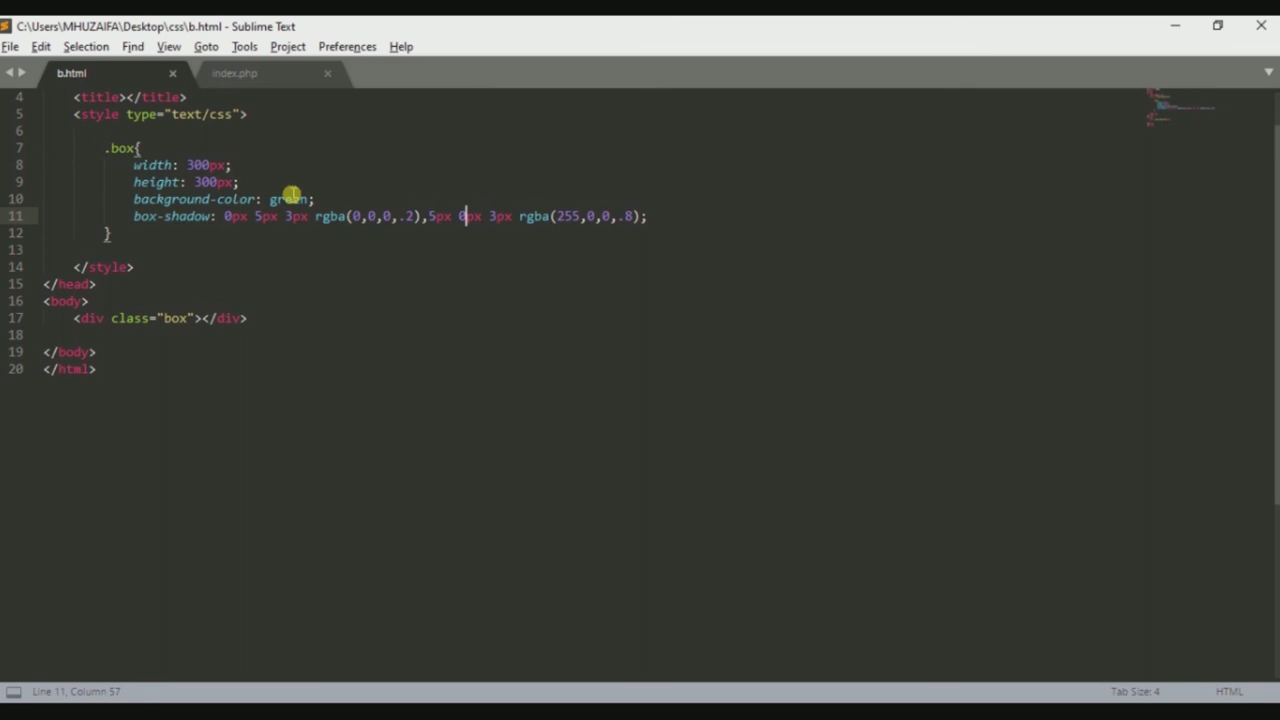 C:\Users\MHUZAIFA\Desktop\css\b.html - Sublime Text
File Edit Selection Find View Goto Tools Project Preferences Help
b.html index.php
4 <title></title>
5 <style type="text/css">
6
7 .box{
8 width: 300px;
9 height: 300px;
10 background-color: green;
11 box-shadow: 0px 5px 3px rgba(0,0,0,.2),5px 0px 3px rgba(255,0,0,.8);
12 }
13
14 </style>
15 </head>
16 <body>
17 <div class="box"></div>
18
19 </body>
20 </html>
Line 11, Column 57 Tab Size: 4 HTML